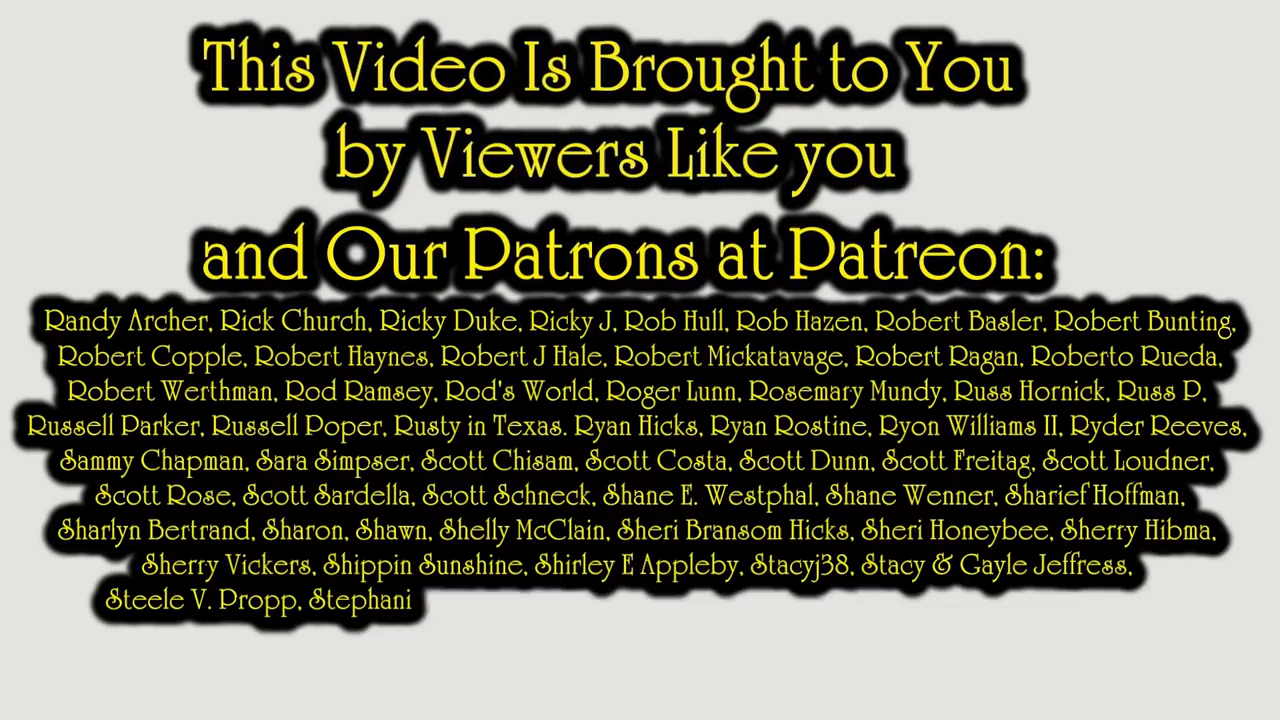 This Video Is Brought to You
by Viewers Like you
and Our Patrons at Patreon:
Randy Archer, Rick Church, Ricky Duke, Ricky J, Rob Hull, Rob Hazen, Robert Basler, Robert Bunting,
Robert Copple, Robert Haynes, Robert J Hale, Robert Mickatavage, Robert Ragan, Roberto Rueda,
Robert Werthman, Rod Ramsey, Rod's World, Roger Lunn, Rosemary Mundy, Russ Hornick, Russ P,
Russell Parker, Russell Poper, Rusty in Texas. Ryan Hicks, Ryan Rostine, Ryon Williams II, Ryder Reeves,
Sammy Chapman, Sara Simpser, Scott Chisam, Scott Costa, Scott Dunn, Scott Freitag, Scott Loudner,
Scott Rose, Scott Sardella, Scott Schneck, Shane E. Westphal, Shane Wenner, Sharief Hoffman,
Sharlyn Bertrand, Sharon, Shawn, Shelly McClain, Sheri Bransom Hicks, Sheri Honeybee, Sherry Hibma,
Sherry Vickers, Shippin Sunshine, Shirley E Appleby, Stacyj38, Stacy & Gayle Jeffress,
Steele V. Propp, Stephani